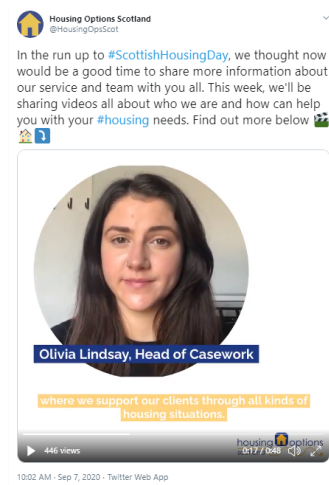 Housing Options Scotland
@HousingOpsScot
In the run up to #ScottishHousingDay, we thought now
would be a good time to share more information about
our service and team with you all. This week, we'll be
sharing videos all about who we are and how can help
you with your #housing needs. Find out more below 🎬
🏡⤵️
Olivia Lindsay, Head of Casework
where we support our clients through all kinds of
housing situations.
housing options
446 views
0:17 / 0:48
10:02 AM · Sep 7, 2020 · Twitter Web App